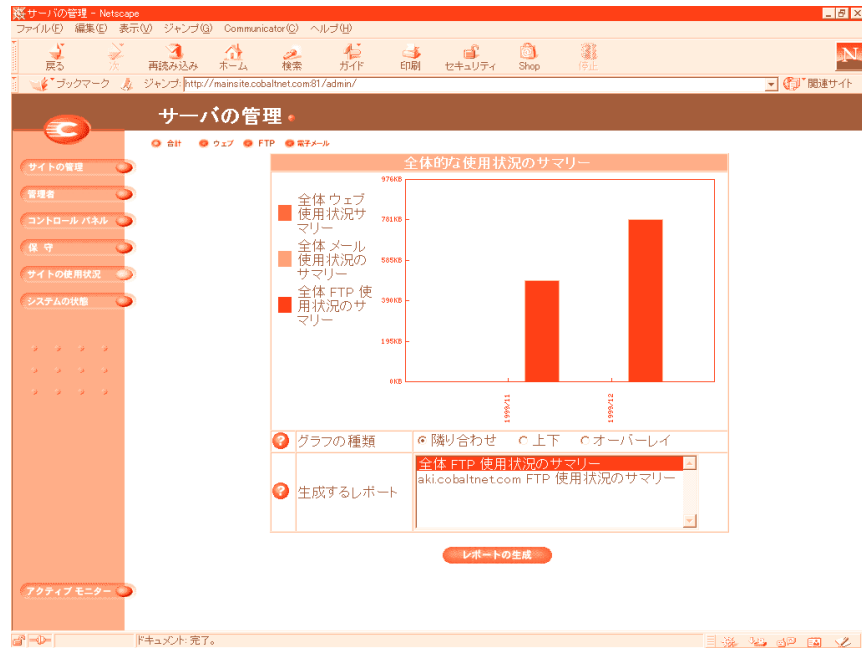 サーバの管理 - Netscape
ファイル(F) 編集(E) 表示(V) ジャンプ(G) Communicator(C) ヘルプ(H)
戻る 次 再読み込み ホーム 検索 ガイド 印刷 セキュリティ Shop 停止
N
ブックマーク ジャンプ: http://mainsite.cobaltnet.com:81/admin/ 関連サイト
サーバの管理
合計 ウェブ FTP 電子メール
サイトの管理
管理者
コントロール パネル
保 守
サイトの使用状況
システムの状態
アクティブ モニター
全体的な使用状況のサマリー
全体 ウェブ
使用状況サ
マリー
全体 メール
使用状況の
サマリー
全体 FTP 使
用状況のサ
マリー
976KB
781KB
585KB
390KB
195KB
0KB
1999/11
1999/12
グラフの種類 隣り合わせ 上下 オーバーレイ
生成するレポート
全体 FTP 使用状況のサマリー
aki.cobaltnet.com FTP 使用状況のサマリー
レポートの生成
ドキュメント: 完了。